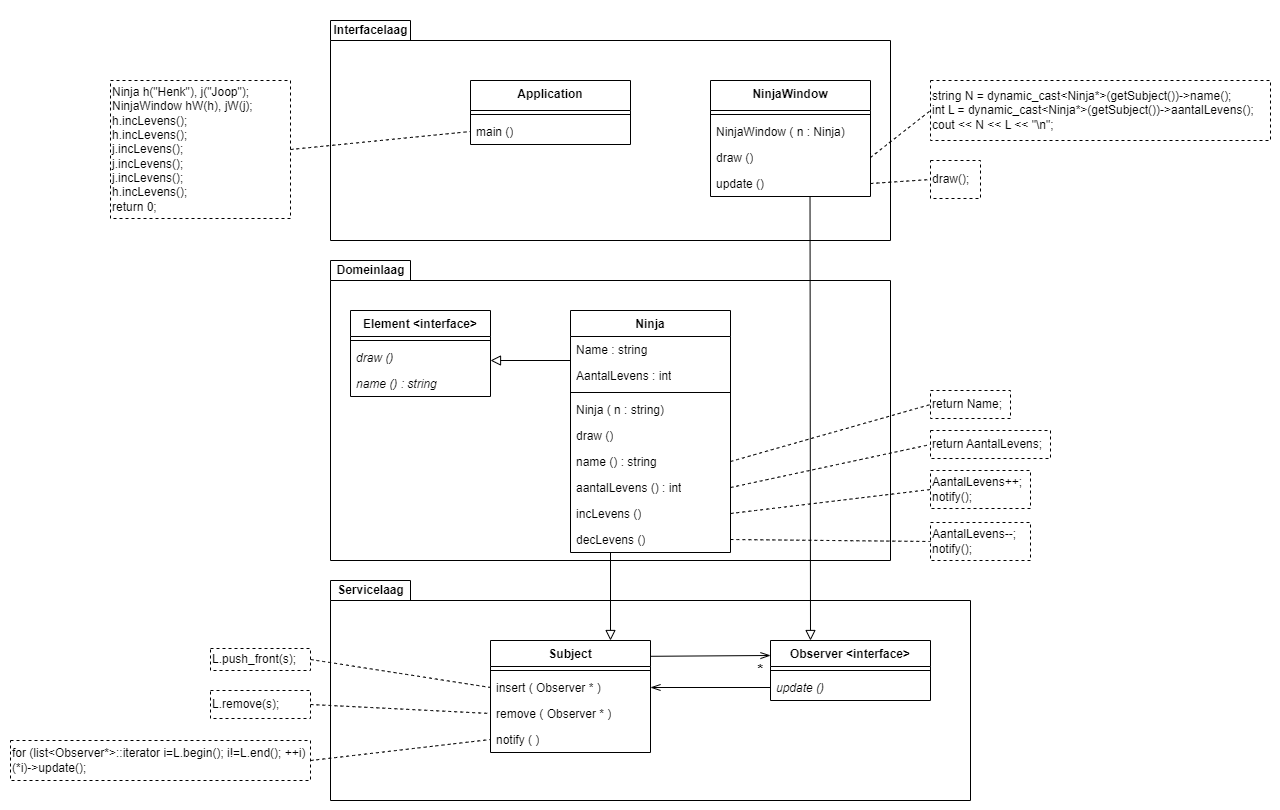 Interfacelaag
Ninja h("Henk"), j("Joop");
NinjaWindow hW(h), jW(j);
h.incLevens();
h.incLevens();
j.incLevens();
j.incLevens();
j.incLevens();
h.incLevens();
return 0;
Application
main ()
NinjaWindow
NinjaWindow ( n : Ninja)
draw ()
update ()
string N = dynamic_cast<Ninja*>(getSubject())->name();
int L = dynamic_cast<Ninja*>(getSubject())->aantalLevens();
cout << N << L << "\n";
draw();
Domeinlaag
Element <interface>
draw ()
name () : string
Ninja
Name : string
AantalLevens : int
Ninja ( n : string)
draw ()
name () : string
aantalLevens () : int
incLevens ()
decLevens ()
return Name;
return AantalLevens;
AantalLevens++;
notify();
AantalLevens--;
notify();
Servicelaag
L.push_front(s);
L.remove(s);
for (list<Observer*>::iterator i=L.begin(); i!=L.end(); ++i)
(*i)->update();
Subject
insert ( Observer * )
remove ( Observer * )
notify ( )
*
Observer <interface>
update ()